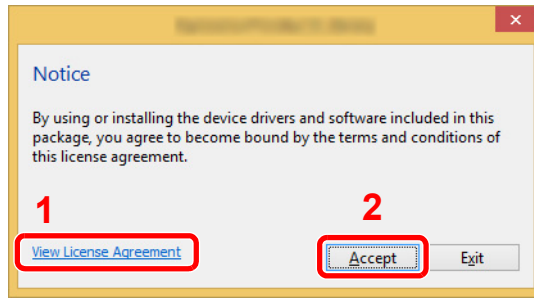 Notice
By using or installing the device drivers and software included in this
package, you agree to become bound by the terms and conditions of
this license agreement.
1
2
View License Agreement
Accept
Exit